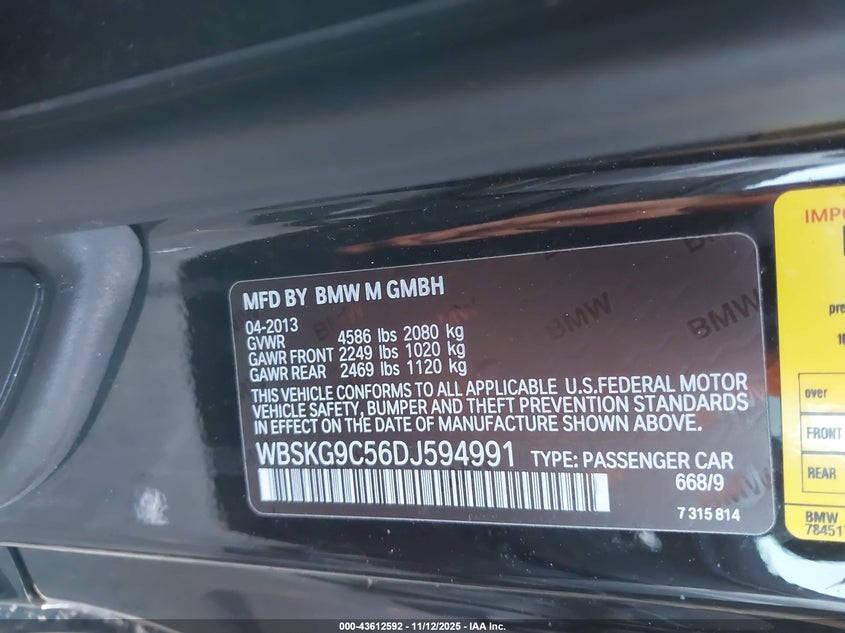 MFD BY BMW M GMBH
04-2013
GVWR 4586 lbs 2080 kg
GAWR FRONT 2249 lbs 1020 kg
GAWR REAR 2469 lbs 1120 kg
THIS VEHICLE CONFORMS TO ALL APPLICABLE U.S.FEDERAL MOTOR
VEHICLE SAFETY, BUMPER AND THEFT PREVENTION STANDARDS
IN EFFECT ON THE DATE OF MANUFACTURE SHOWN ABOVE.
WBSKG9C56DJ594991 TYPE: PASSENGER CAR
668/9
7 315 814
BMW
BMW
over
REAR
BMW
000-43612592 - 11/12/2025 - IAA Inc.